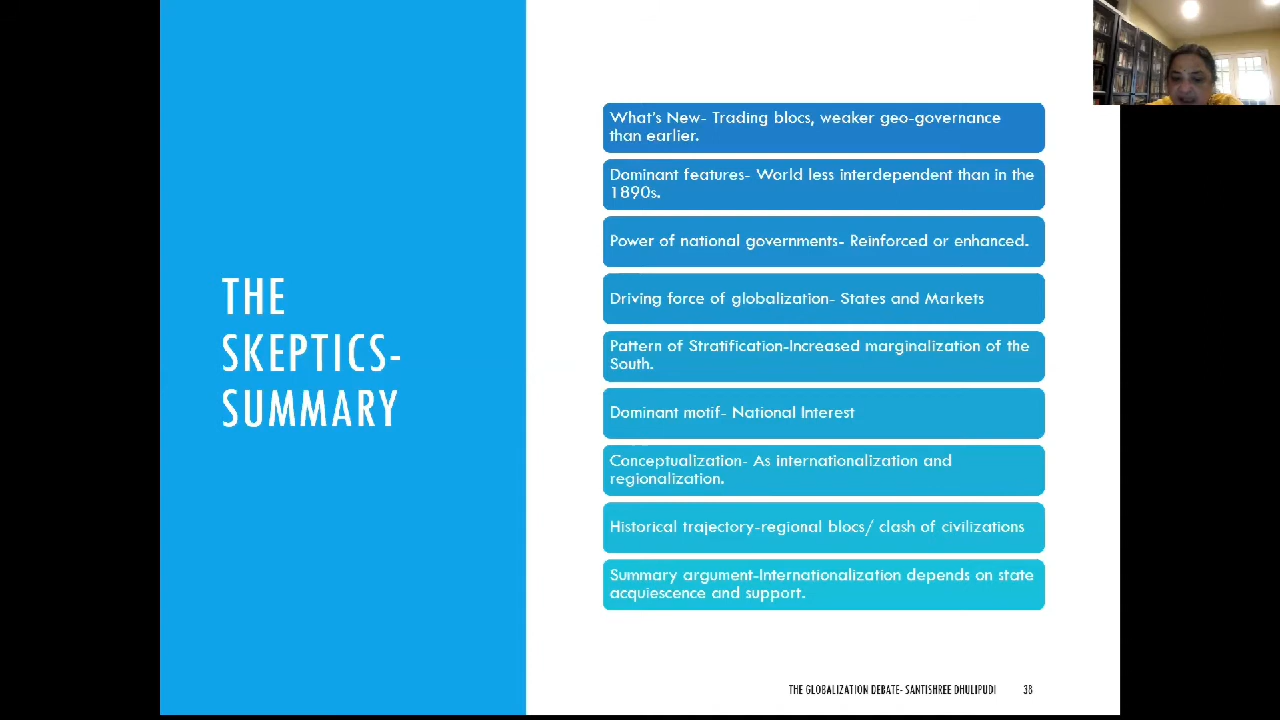 THE
SKEPTICS-
SUMMARY
What's New- Trading blocs, weaker geo-governance
than earlier.
Dominant features- World less interdependent than in the
1890s.
Power of national governments- Reinforced or enhanced.
Driving force of globalization- States and Markets
Pattern of Stratification-Increased marginalization of the
South.
Dominant motif- National Interest
Conceptualization- As internationalization and
regionalization.
Historical trajectory-regional blocs/ clash of civilizations
Summary argument-Internationalization depends on state
acquiescence and support.
THE GLOBALIZATION DEBATE- SANTISHREE DHULIPUDI 38